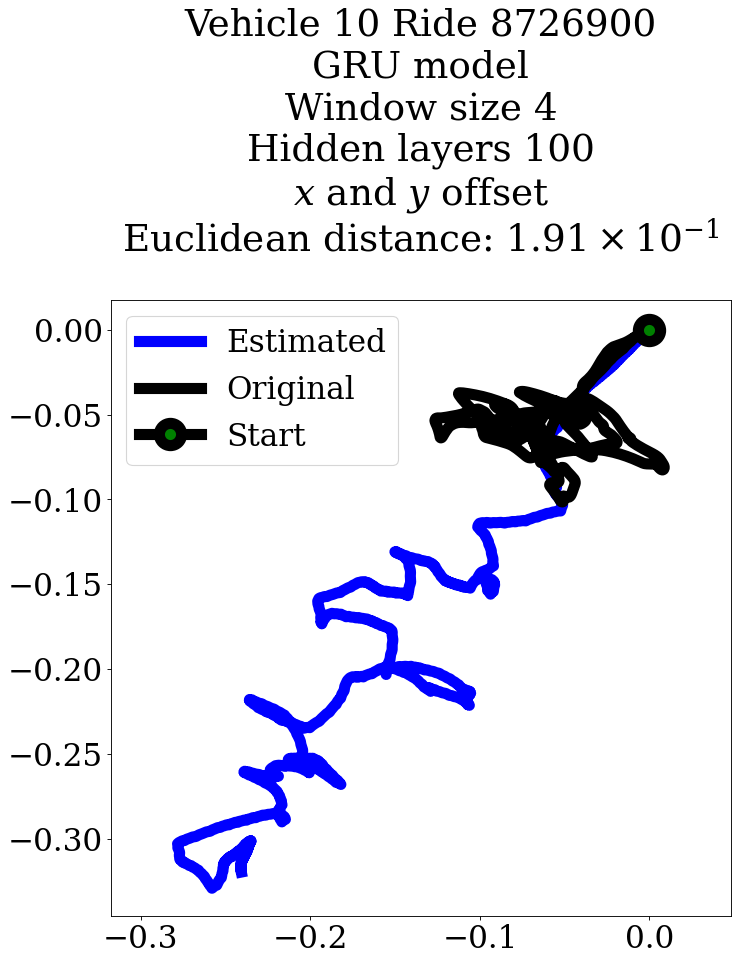 Vehicle 10 Ride 8726900
GRU model
Window size 4
Hidden layers 100
x and y offset
Euclidean distance: 1.91 × 10⁻¹
Estimated
Original
Start
0.00
−0.05
−0.10
−0.15
−0.20
−0.25
−0.30
−0.3 −0.2 −0.1 0.0